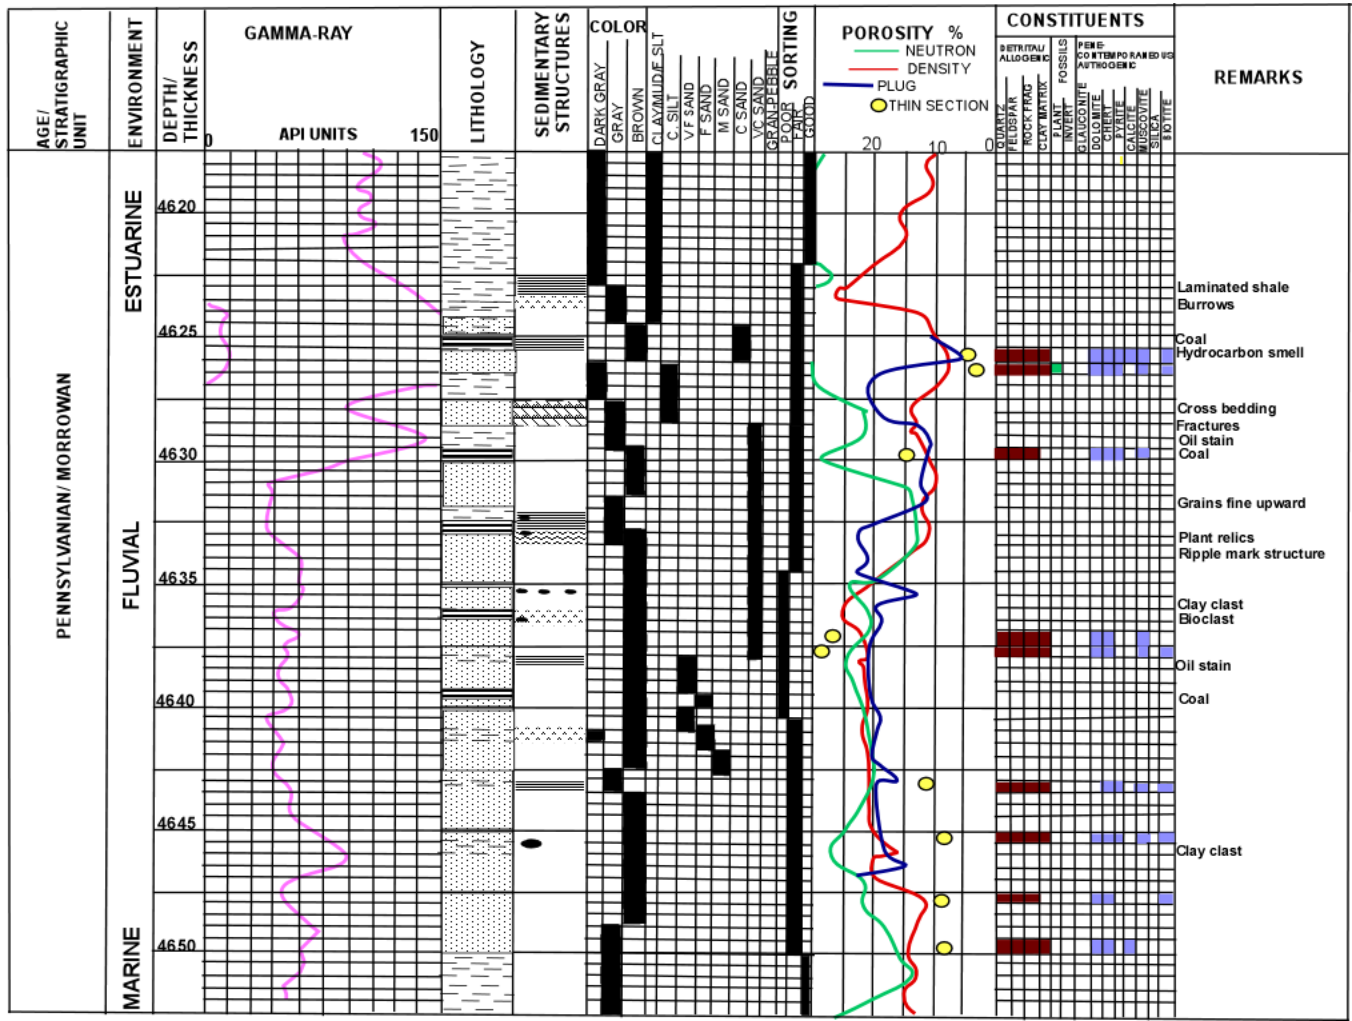 AGE/
STRATIGRAPHIC
UNIT
ENVIRONMENT
DEPTH/
THICKNESS
GAMMA-RAY
0
API UNITS
150
LITHOLOGY
SEDIMENTARY
STRUCTURES
COLOR
DARK GRAY
GRAY
BROWN
CLAY/MUD/F.SLT
C. SILT
V F SAND
F SAND
M SAND
C SAND
VC SAND
GRAN-PEBBLE
SORTING
POOR
FAIR
GOOD
POROSITY %
NEUTRON
DENSITY
PLUG
THIN SECTION
20
10
0
CONSTITUENTS
DETRITAL/
ALLOGENIC
FOSSILS
PENE-
CONTEMPORANEOUS
AUTHOGENIC
QUARTZ
FELDSPAR
ROCK FRAG
CLAY MATRIX
PLANT
INVERT
GLAUCONITE
DOLOMITE
CHERT
PYRITE
CALCITE
MUSCOVITE
SILICA
BIOTITE
REMARKS
PENNSYLVANIAN/ MORROWAN
ESTUARINE
FLUVIAL
MARINE
4620
4625
4630
4635
4640
4645
4650
Laminated shale
Burrows
Coal
Hydrocarbon smell
Cross bedding
Fractures
Oil stain
Coal
Grains fine upward
Plant relics
Ripple mark structure
Clay clast
Bioclast
Oil stain
Coal
Clay clast